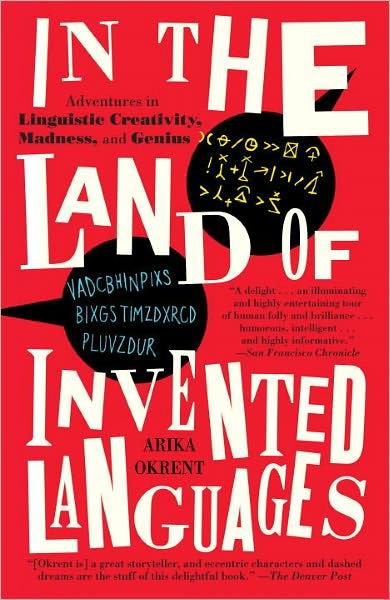 IN THE
Adventures in
Linguistic Creativity,
Madness, and Genius
LAND OF
VADCBHINPIXS
BIXGS TIMZDXRCD
PLUVZDUR
“A delight . . . an illuminating
and highly entertaining tour
of human folly and brilliance . . .
humorous, intelligent . . .
and highly informative.”
—San Francisco Chronicle
INVENTED
ARIKA
OKRENT
LANGUAGES
“[Okrent is] a great storyteller, and eccentric characters and dashed
dreams are the stuff of this delightful book.” —The Denver Post